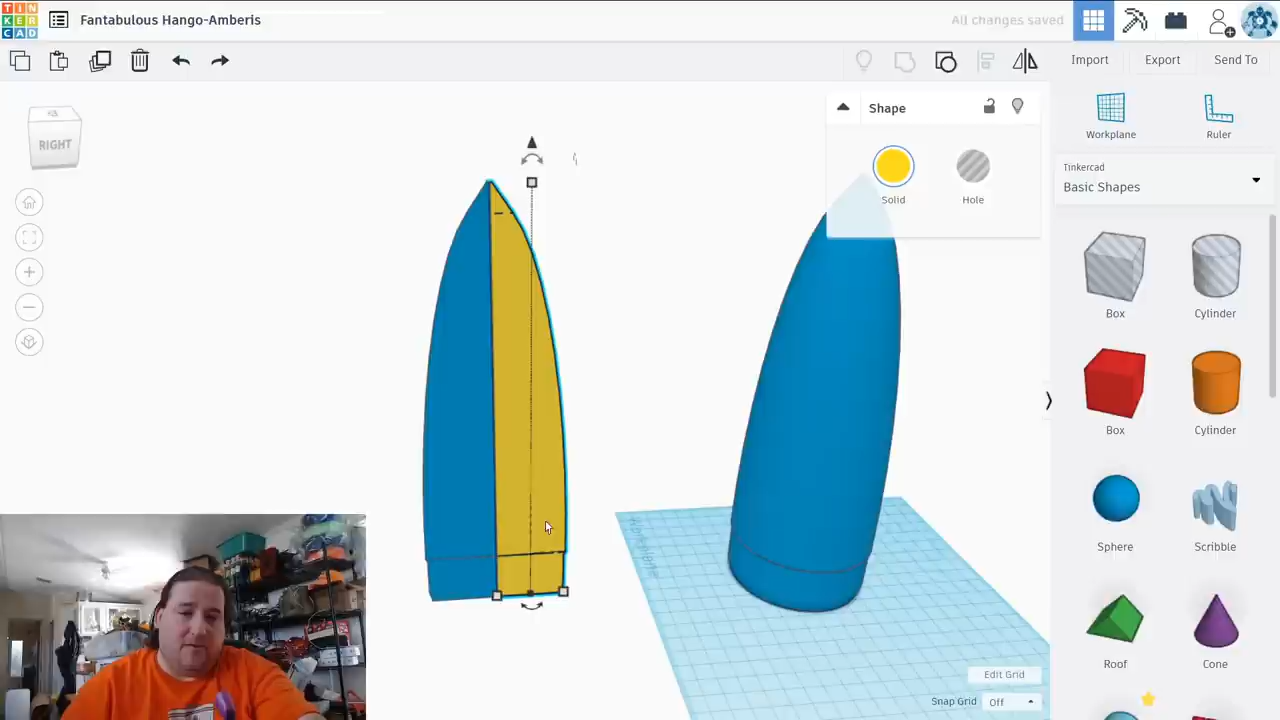 TIN
KER
CAD
Fantabulous Hango-Amberis
All changes saved
Import
Export
Send To
Shape
Solid
Hole
RIGHT
Workplane
Ruler
Tinkercad
Basic Shapes
Box
Cylinder
Box
Cylinder
Sphere
Scribble
Roof
Cone
Edit Grid
Snap Grid
Off